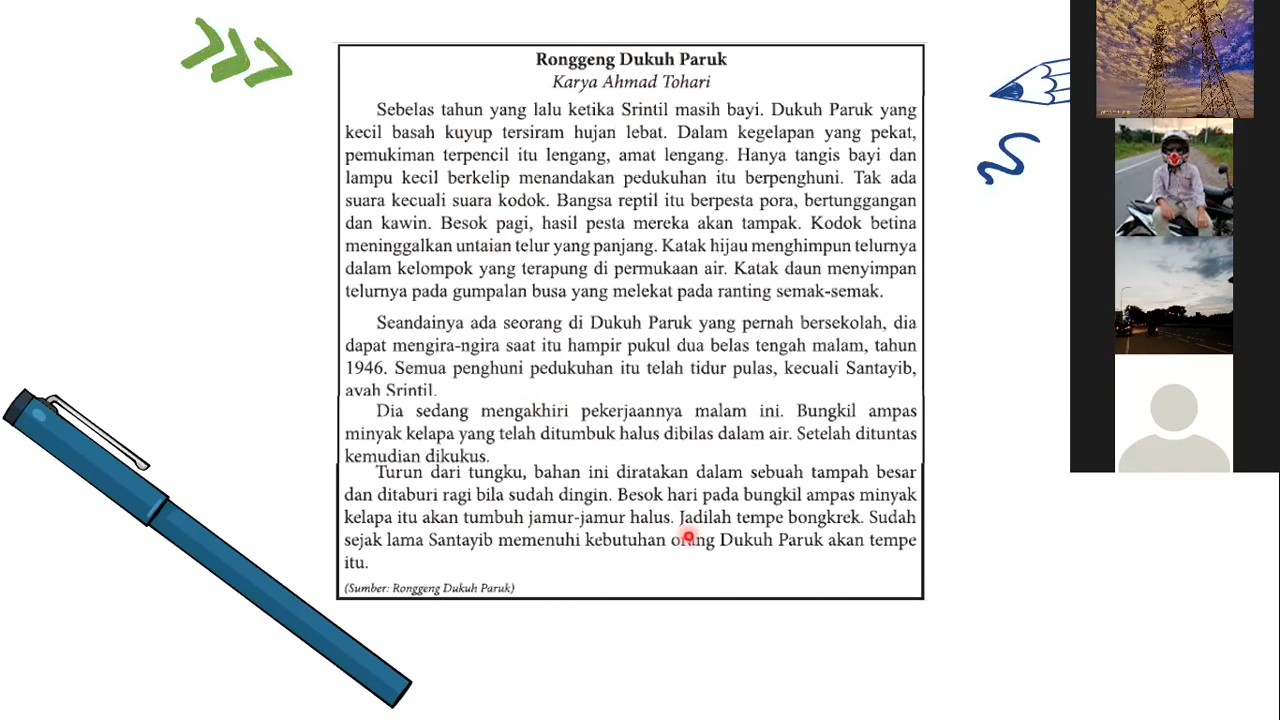 Ronggeng Dukuh Paruk
Karya Ahmad Tohari
Sebelas tahun yang lalu ketika Srintil masih bayi. Dukuh Paruk yang
kecil basah kuyup tersiram hujan lebat. Dalam kegelapan yang pekat,
pemukiman terpencil itu lengang, amat lengang. Hanya tangis bayi dan
lampu kecil berkelip menandakan pedukuhan itu berpenghuni. Tak ada
suara kecuali suara kodok. Bangsa reptil itu berpesta pora, bertunggangan
dan kawin. Besok pagi, hasil pesta mereka akan tampak. Kodok betina
meninggalkan untaian telur yang panjang. Katak hijau menghimpun telurnya
dalam kelompok yang terapung di permukaan air. Katak daun menyimpan
telurnya pada gumpalan busa yang melekat pada ranting semak-semak.
Seandainya ada seorang di Dukuh Paruk yang pernah bersekolah, dia
dapat mengira-ngira saat itu hampir pukul dua belas tengah malam, tahun
1946. Semua penghuni pedukuhan itu telah tidur pulas, kecuali Santayib,
ayah Srintil.
Dia sedang mengakhiri pekerjaannya malam ini. Bungkil ampas
minyak kelapa yang telah ditumbuk halus dibilas dalam air. Setelah dituntas
kemudian dikukus.
Turun dari tungku, bahan ini diratakan dalam sebuah tampah besar
dan ditaburi ragi bila sudah dingin. Besok hari pada bungkil ampas minyak
kelapa itu akan tumbuh jamur-jamur halus. Jadilah tempe bongkrek. Sudah
sejak lama Santayib memenuhi kebutuhan orang Dukuh Paruk akan tempe
itu.
(Sumber: Ronggeng Dukuh Paruk)